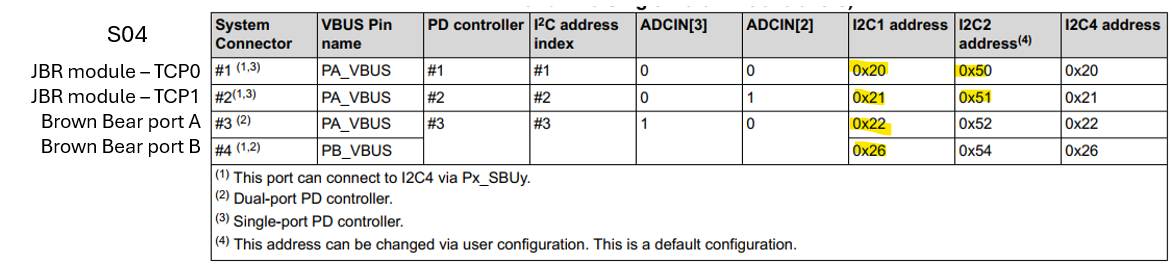 S04
System Connector VBUS Pin name PD controller I2C address index ADCIN[3] ADCIN[2] I2C1 address I2C2 address(4) I2C4 address
JBR module – TCP0 #1 (1,3) PA_VBUS #1 #1 0 0 0x20 0x50 0x20
JBR module – TCP1 #2(1,3) PA_VBUS #2 #2 0 1 0x21 0x51 0x21
Brown Bear port A #3 (2) PA_VBUS #3 #3 1 0 0x22 0x52 0x22
Brown Bear port B #4 (1,2) PB_VBUS 0x26 0x54 0x26
(1) This port can connect to I2C4 via Px_SBUy.
(2) Dual-port PD controller.
(3) Single-port PD controller.
(4) This address can be changed via user configuration. This is a default configuration.